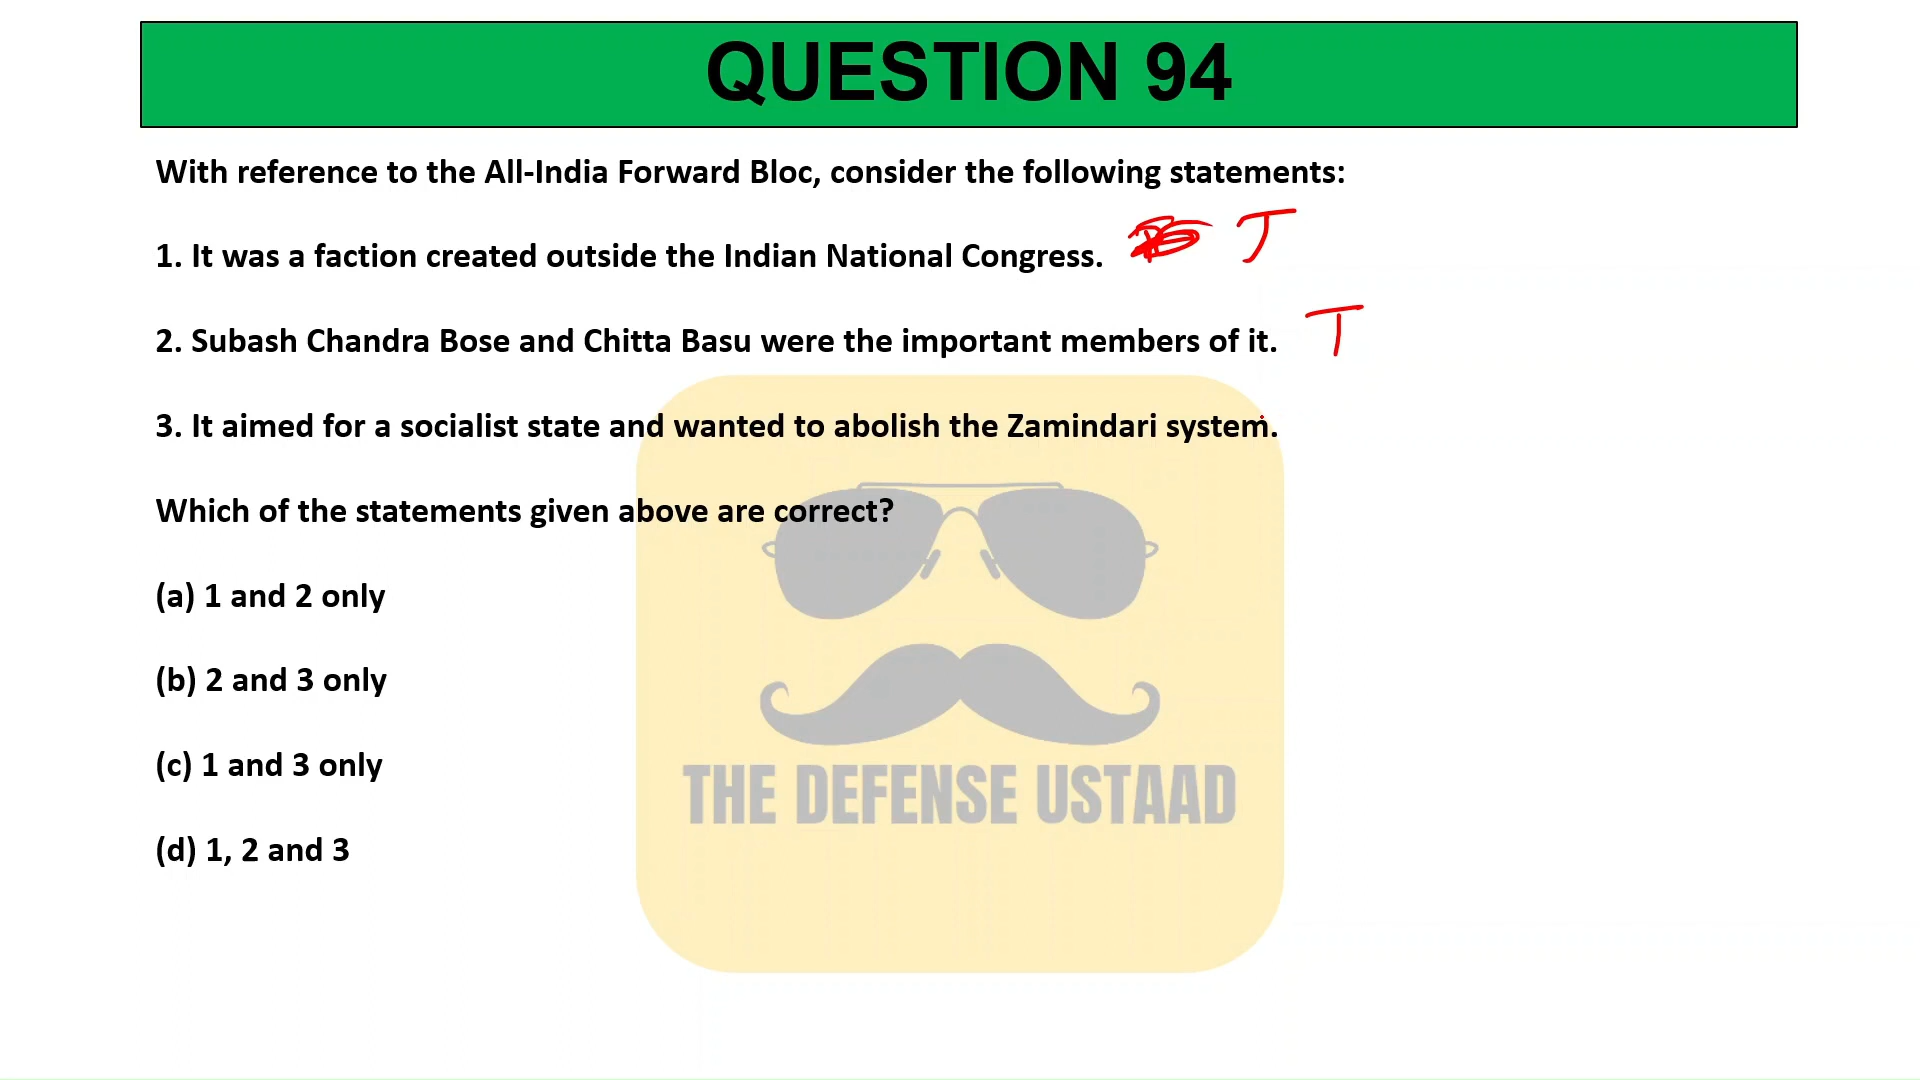 QUESTION 94
With reference to the All-India Forward Bloc, consider the following statements:
1. It was a faction created outside the Indian National Congress. T
2. Subash Chandra Bose and Chitta Basu were the important members of it. T
3. It aimed for a socialist state and wanted to abolish the Zamindari system.
Which of the statements given above are correct?
(a) 1 and 2 only
(b) 2 and 3 only
(c) 1 and 3 only
THE DEFENSE USTAAD
(d) 1, 2 and 3